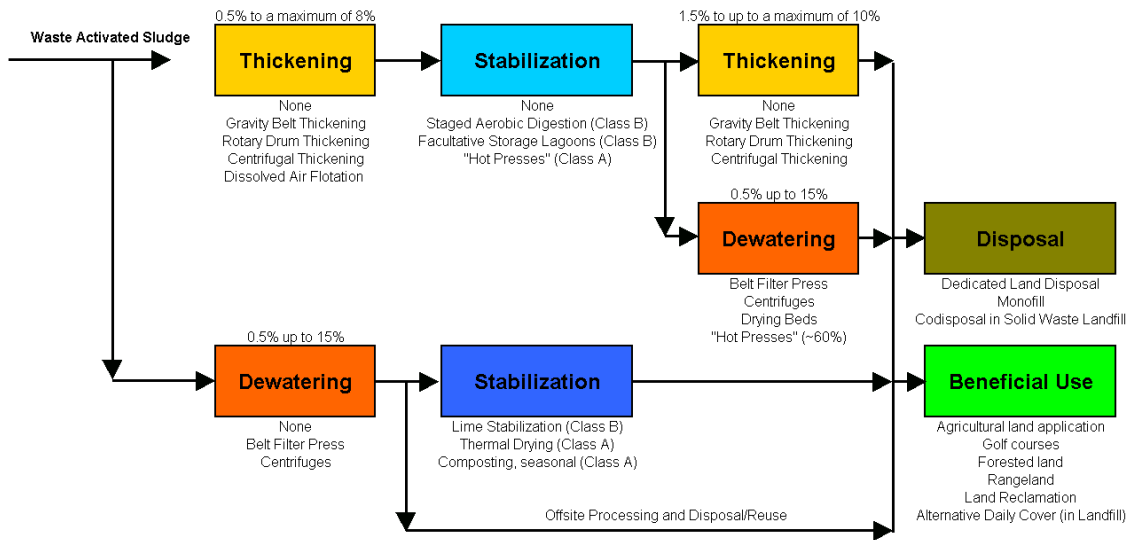 0.5% to a maximum of 8%
1.5% to up to a maximum of 10%
Waste Activated Sludge
Thickening
Stabilization
Thickening
None
Gravity Belt Thickening
Rotary Drum Thickening
Centrifugal Thickening
Dissolved Air Flotation
None
Staged Aerobic Digestion (Class B)
Facultative Storage Lagoons (Class B)
"Hot Presses" (Class A)
None
Gravity Belt Thickening
Rotary Drum Thickening
Centrifugal Thickening
0.5% up to 15%
Dewatering
Disposal
Belt Filter Press
Centrifuges
Drying Beds
"Hot Presses" (~60%)
Dedicated Land Disposal
Monofill
Codisposal in Solid Waste Landfill
0.5% up to 15%
Dewatering
Stabilization
Beneficial Use
None
Belt Filter Press
Centrifuges
Lime Stabilization (Class B)
Thermal Drying (Class A)
Composting, seasonal (Class A)
Agricultural land application
Golf courses
Forested land
Rangeland
Land Reclamation
Alternative Daily Cover (in Landfill)
Offsite Processing and Disposal/Reuse